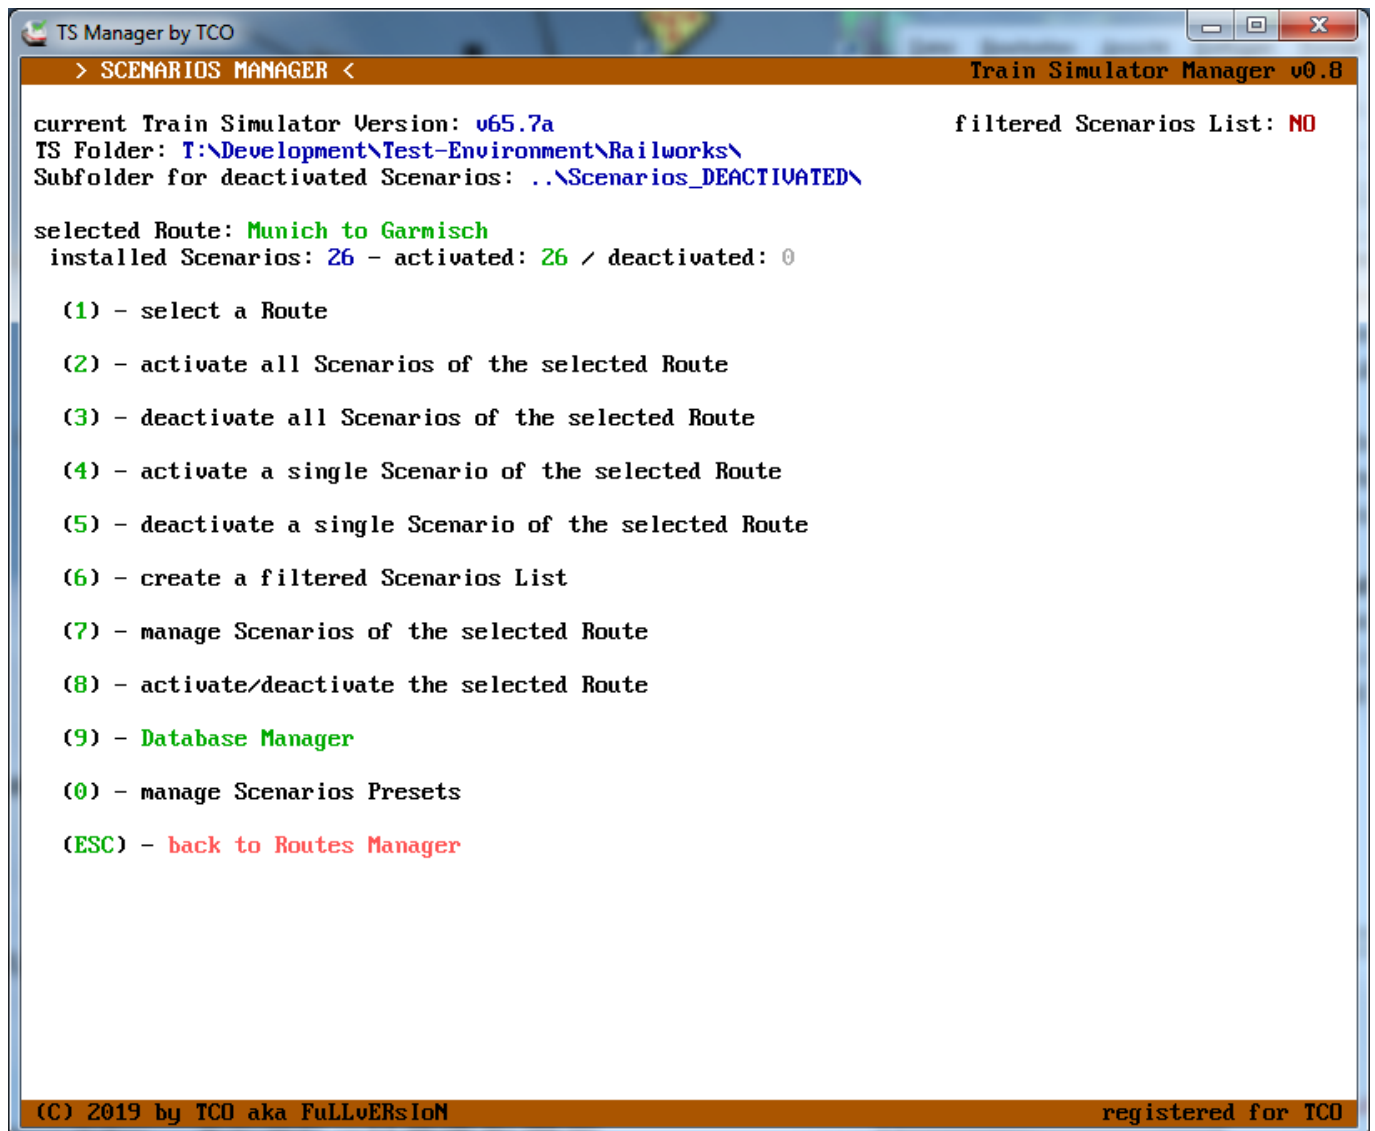 TS Manager by TCO
> SCENARIOS MANAGER < Train Simulator Manager v0.8
current Train Simulator Version: v65.7a filtered Scenarios List: NO
TS Folder: T:\Development\Test-Environment\Railworks\
Subfolder for deactivated Scenarios: ..\Scenarios_DEACTIVATED\
selected Route: Munich to Garmisch
installed Scenarios: 26 - activated: 26 / deactivated: 0
(1) - select a Route
(2) - activate all Scenarios of the selected Route
(3) - deactivate all Scenarios of the selected Route
(4) - activate a single Scenario of the selected Route
(5) - deactivate a single Scenario of the selected Route
(6) - create a filtered Scenarios List
(7) - manage Scenarios of the selected Route
(8) - activate/deactivate the selected Route
(9) - Database Manager
(0) - manage Scenarios Presets
(ESC) - back to Routes Manager
(C) 2019 by TCO aka FuLLvERsIoN registered for TCO